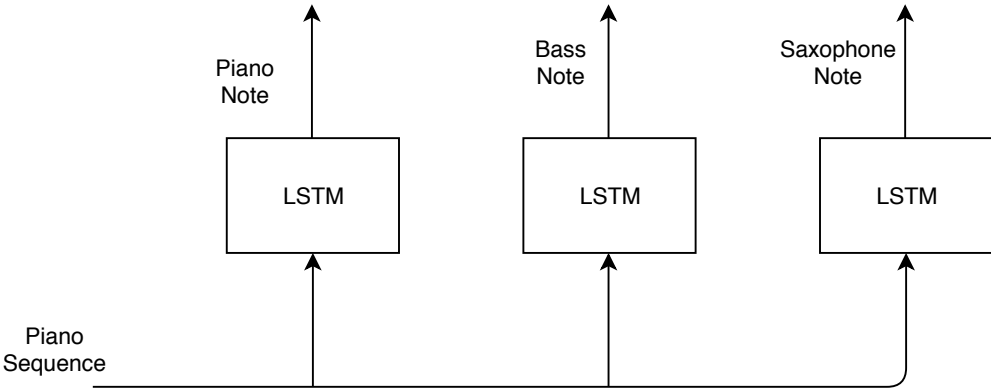 Piano
Note
Bass
Note
Saxophone
Note
LSTM
LSTM
LSTM
Piano
Sequence